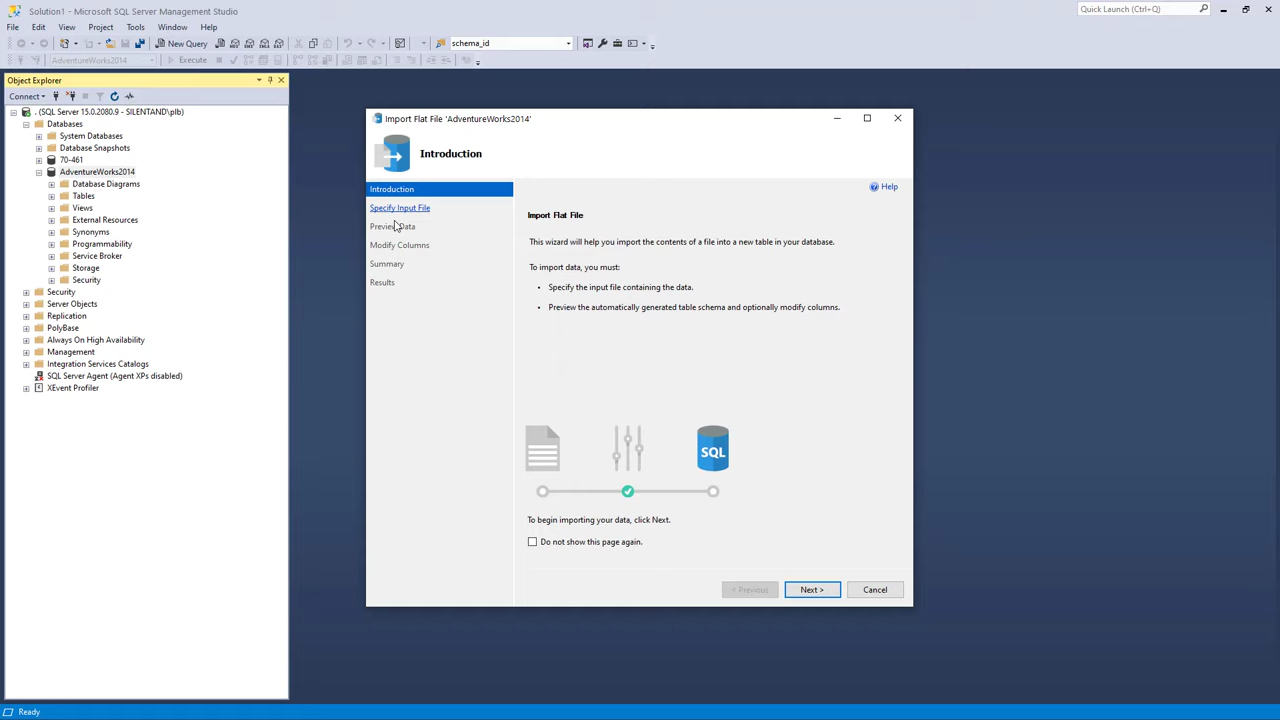 Solution1 - Microsoft SQL Server Management Studio
Quick Launch (Ctrl+Q)
File Edit View Project Tools Window Help
New Query
MDX DMX XMLA DAX
schema_id
AdventureWorks2014
Execute
Object Explorer
Connect
. (SQL Server 15.0.2080.9 - SILENTAND\plb)
Databases
System Databases
Database Snapshots
70-461
AdventureWorks2014
Database Diagrams
Tables
Views
External Resources
Synonyms
Programmability
Service Broker
Storage
Security
Security
Server Objects
Replication
PolyBase
Always On High Availability
Management
Integration Services Catalogs
SQL Server Agent (Agent XPs disabled)
XEvent Profiler
Import Flat File 'AdventureWorks2014'
Introduction
Introduction
Specify Input File
Preview Data
Modify Columns
Summary
Results
Help
Import Flat File
This wizard will help you import the contents of a file into a new table in your database.
To import data, you must:
• Specify the input file containing the data.
• Preview the automatically generated table schema and optionally modify columns.
SQL
To begin importing your data, click Next.
Do not show this page again.
< Previous
Next >
Cancel
Ready